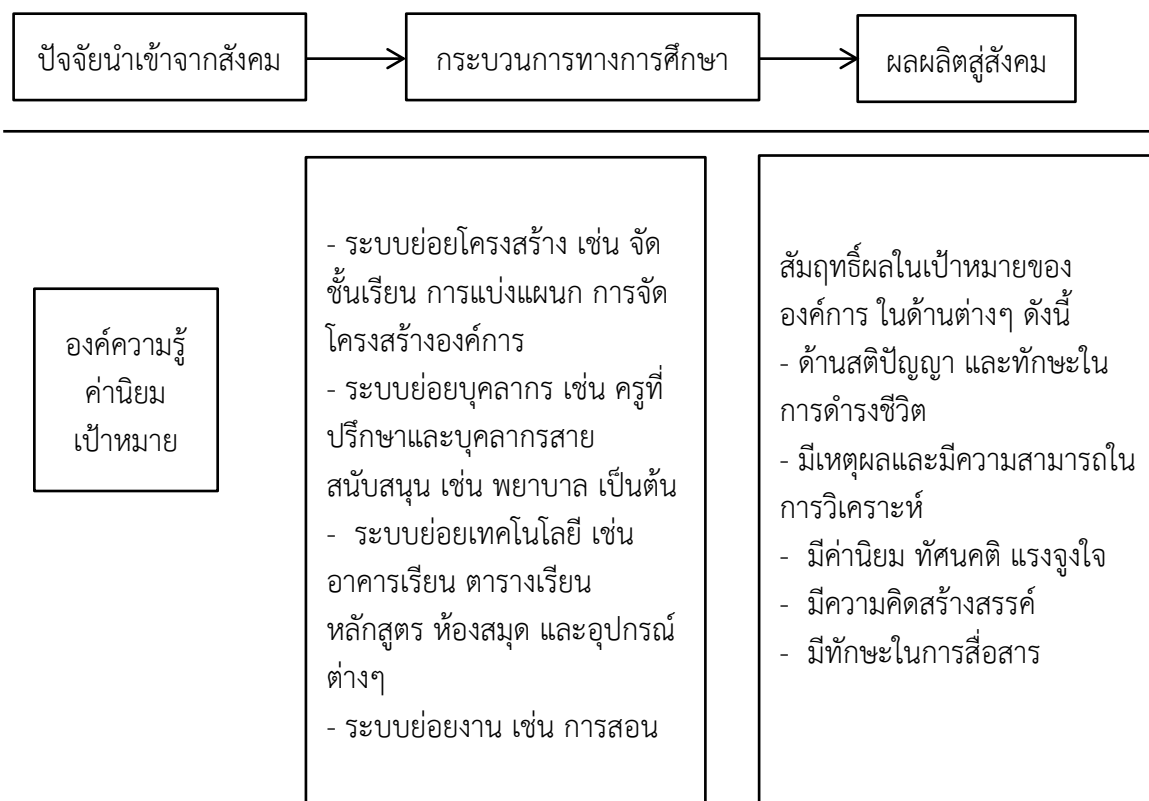 ปัจจัยนำเข้าจากสังคม
กระบวนการทางการศึกษา
ผลผลิตสู่สังคม
องค์ความรู้
ค่านิยม
เป้าหมาย
- ระบบย่อยโครงสร้าง เช่น จัด
ชั้นเรียน การแบ่งแผนก การจัด
โครงสร้างองค์การ
- ระบบย่อยบุคลากร เช่น ครูที่
ปรึกษาและบุคลากรสาย
สนับสนุน เช่น พยาบาล เป็นต้น
- ระบบย่อยเทคโนโลยี เช่น
อาคารเรียน ตารางเรียน
หลักสูตร ห้องสมุด และอุปกรณ์
ต่างๆ
- ระบบย่อยงาน เช่น การสอน
สัมฤทธิ์ผลในเป้าหมายของ
องค์การ ในด้านต่างๆ ดังนี้
- ด้านสติปัญญา และทักษะใน
การดำรงชีวิต
- มีเหตุผลและมีความสามารถใน
การวิเคราะห์
- มีค่านิยม ทัศนคติ แรงจูงใจ
- มีความคิดสร้างสรรค์
- มีทักษะในการสื่อสาร